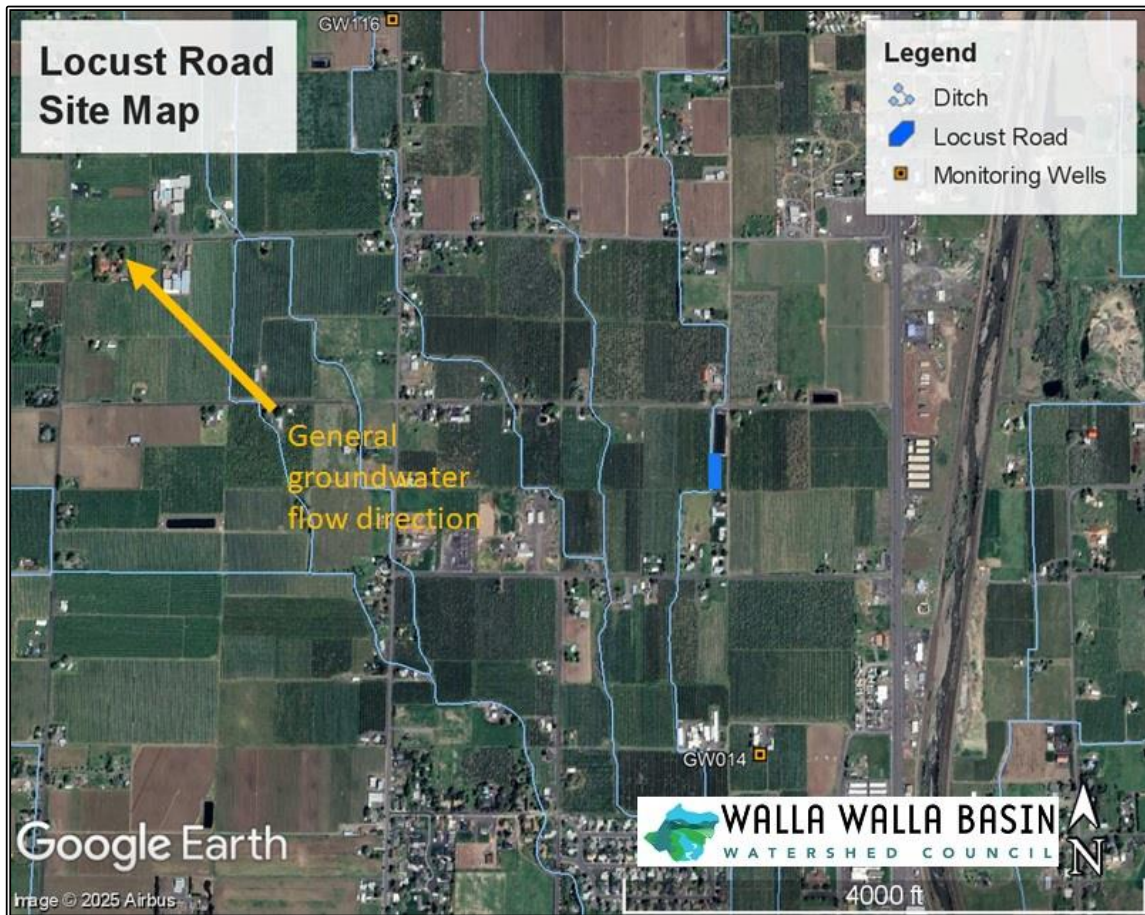 GW116
Locust Road
Site Map
Legend
Ditch
Locust Road
Monitoring Wells
General
groundwater
flow direction
GW014
WALLA WALLA BASIN
WATERSHED COUNCIL
N
4000 ft
Google Earth
Image © 2025 Airbus